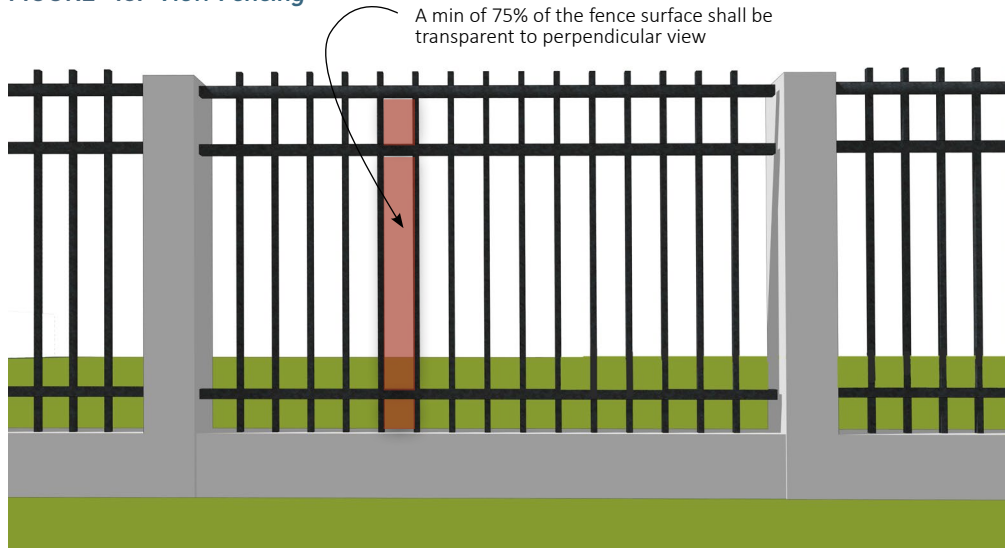 A min of 75% of the fence surface shall be
transparent to perpendicular view